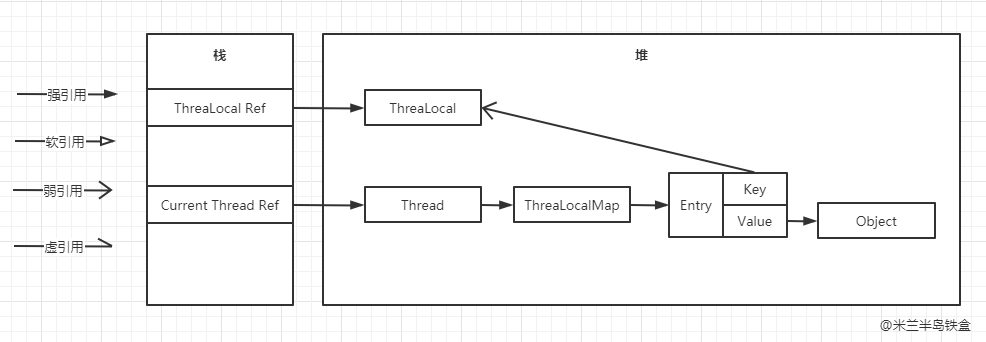 栈
堆
强引用
软引用
弱引用
虚引用
ThreaLocal Ref
Current Thread Ref
ThreaLocal
Thread
ThreaLocalMap
Entry
Key
Value
Object
@米兰半岛铁盒